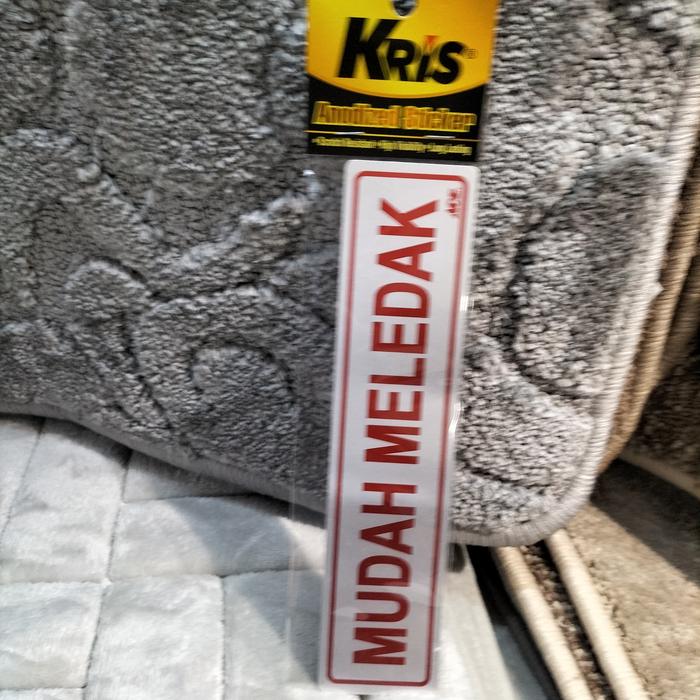 KRIS
Anodized Sticker
MUDAH MELEDAK